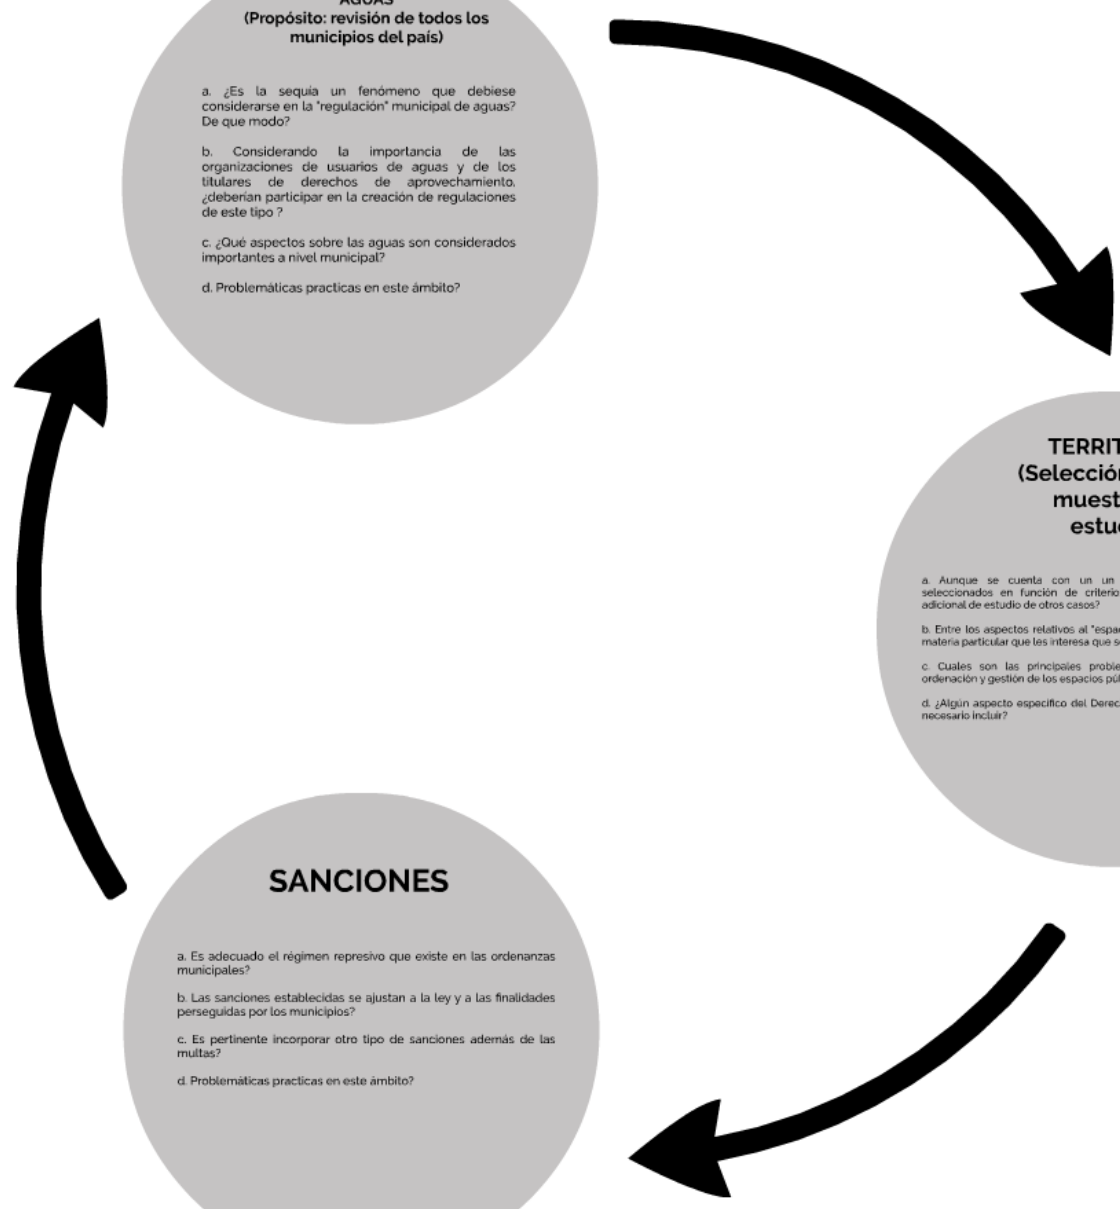 AGUAS
(Propósito: revisión de todos los
municipios del país)
a. ¿Es la sequía un fenómeno que debiese
considerarse en la "regulación" municipal de aguas?
De que modo?
b. Considerando la importancia de las
organizaciones de usuarios de aguas y de los
titulares de derechos de aprovechamiento,
¿deberían participar en la creación de regulaciones
de este tipo ?
c. ¿Qué aspectos sobre las aguas son considerados
importantes a nivel municipal?
d. Problemáticas practicas en este ámbito?
TERRIT
(Selección
muest
estu
a. Aunque se cuenta con un un
seleccionados en función de criterio
adicional de estudio de otros casos?
b. Entre los aspectos relativos al "espa
materia particular que les interesa que s
c. Cuales son las principales proble
ordenación y gestión de los espacios púl
d. ¿Algún aspecto especifico del Derec
necesario incluir?
SANCIONES
a. Es adecuado el régimen represivo que existe en las ordenanzas
municipales?
b. Las sanciones establecidas se ajustan a la ley y a las finalidades
perseguidas por los municipios?
c. Es pertinente incorporar otro tipo de sanciones además de las
multas?
d. Problemáticas practicas en este ámbito?